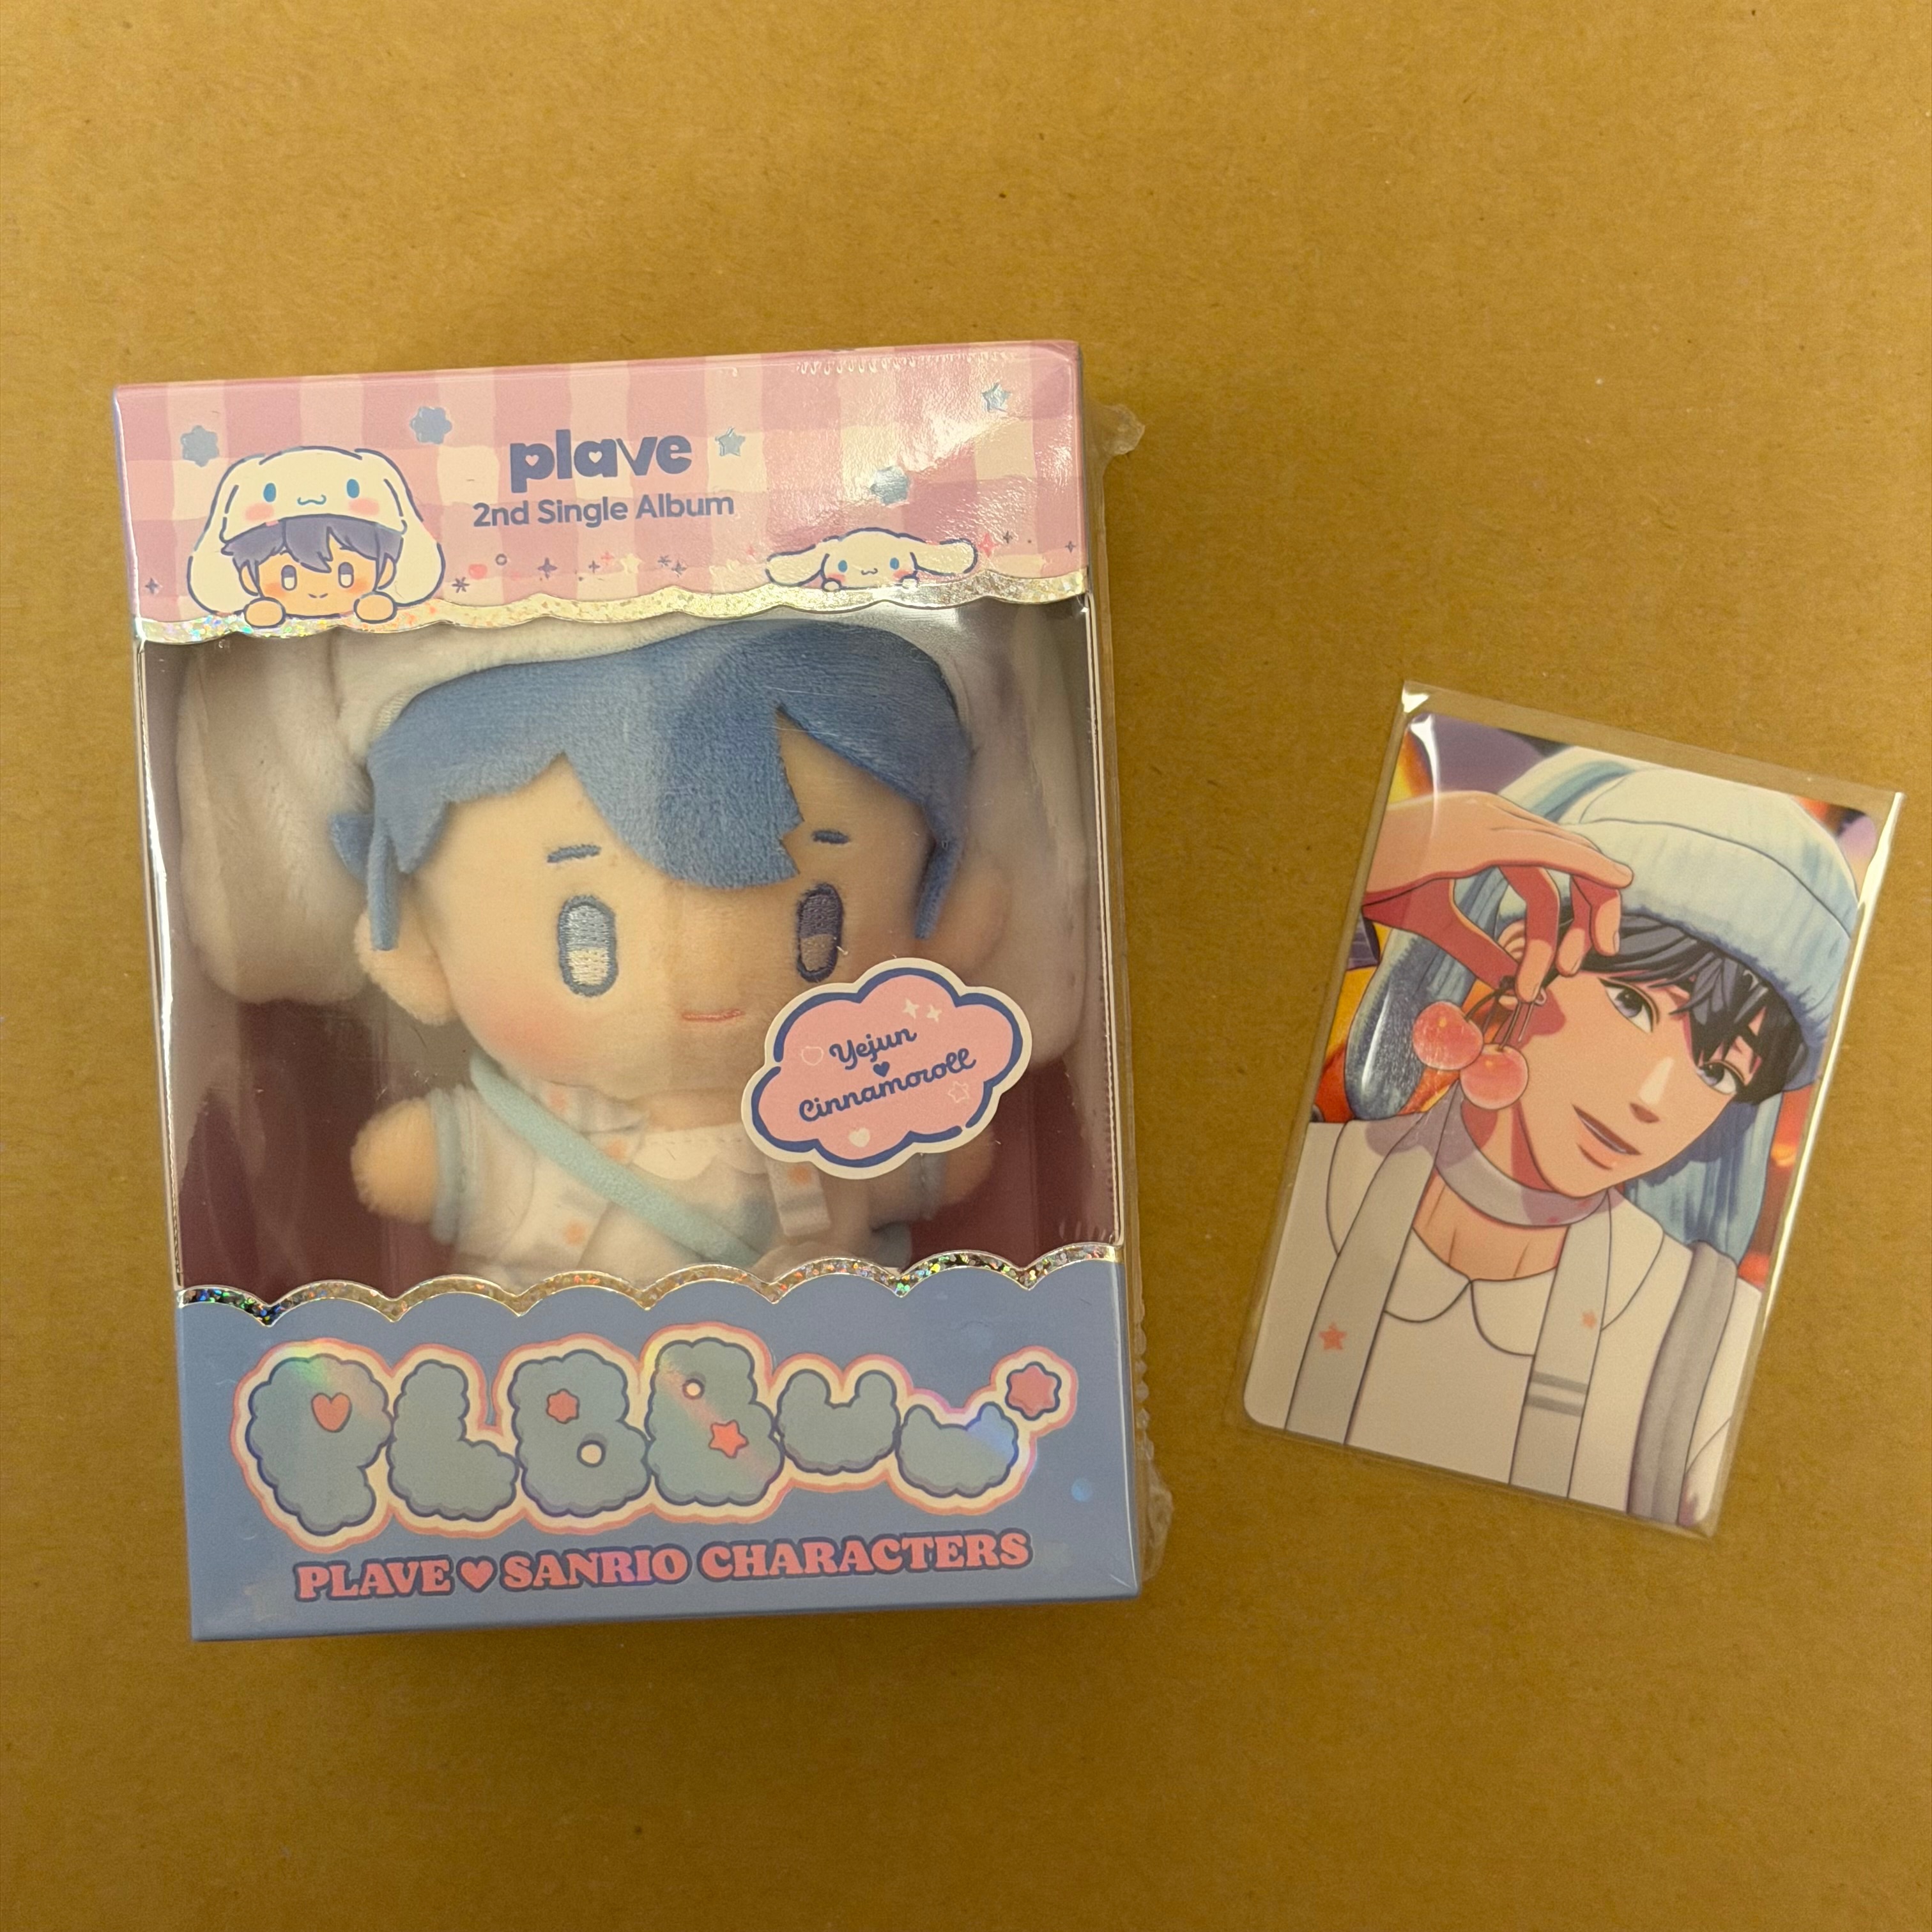 plave
2nd Single Album
Yejun
♥
Cinnamoroll
PLBBUU
PLAVE ♥ SANRIO CHARACTERS